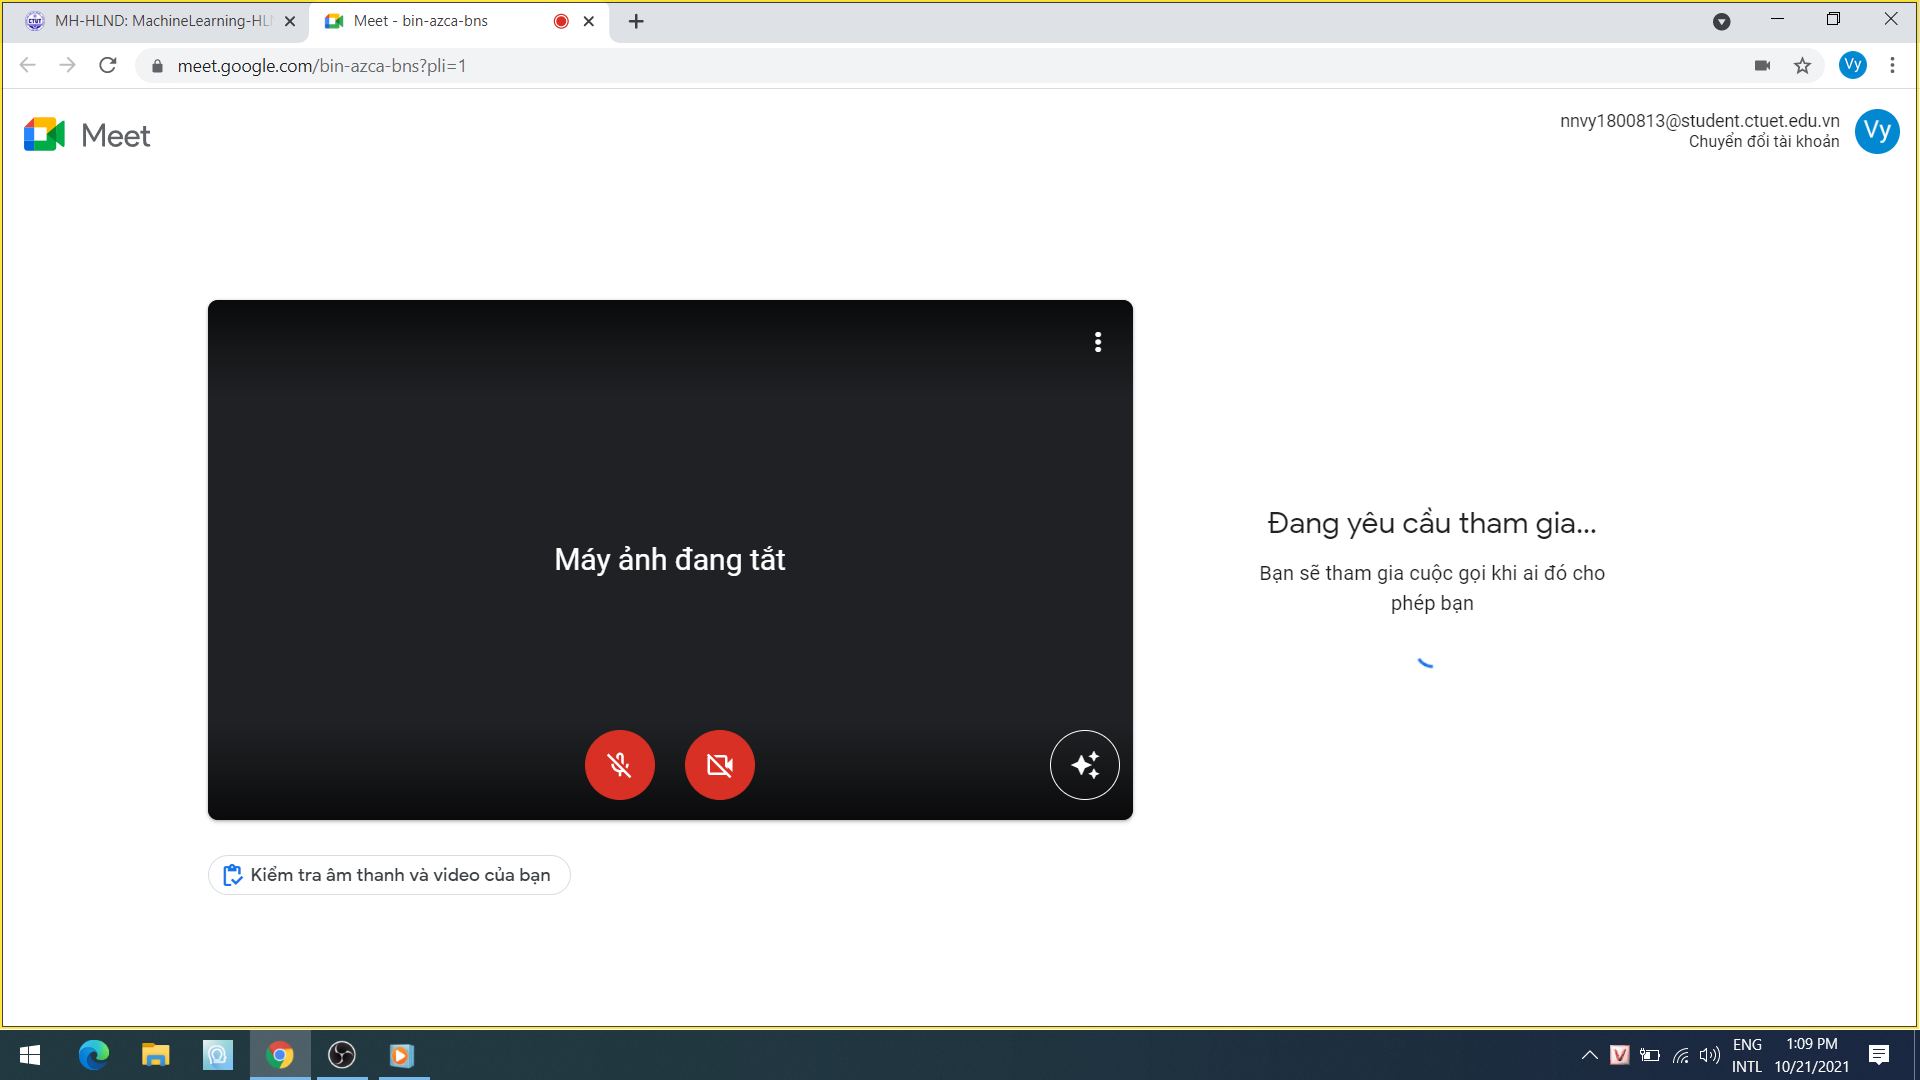 MH-HLND: MachineLearning-HLN
Meet - bin-azca-bns
meet.google.com/bin-azca-bns?pli=1
Vy
Meet
nnvy1800813@student.ctuet.edu.vn
Chuyển đổi tài khoản
Vy
Máy ảnh đang tắt
Đang yêu cầu tham gia...
Bạn sẽ tham gia cuộc gọi khi ai đó cho
phép bạn
Kiểm tra âm thanh và video của bạn
V
ENG
INTL
1:09 PM
10/21/2021